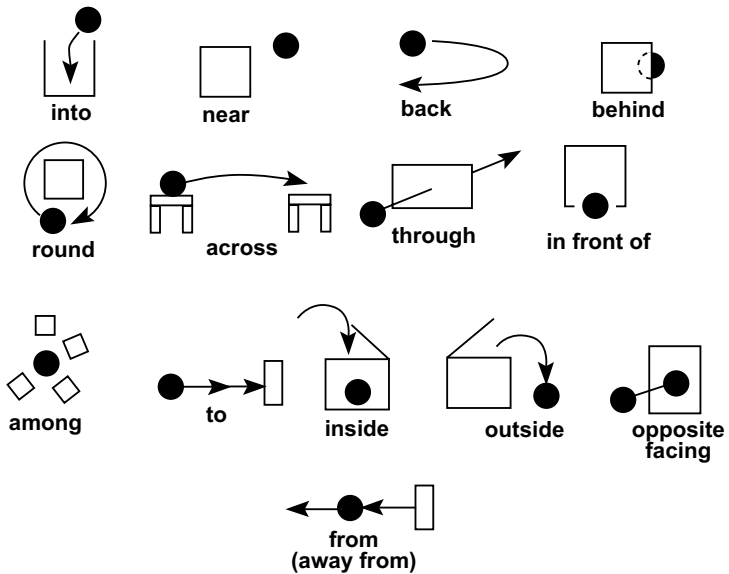 into
near
back
behind
round
across
through
in front of
among
to
inside
outside
opposite
facing
from
(away from)